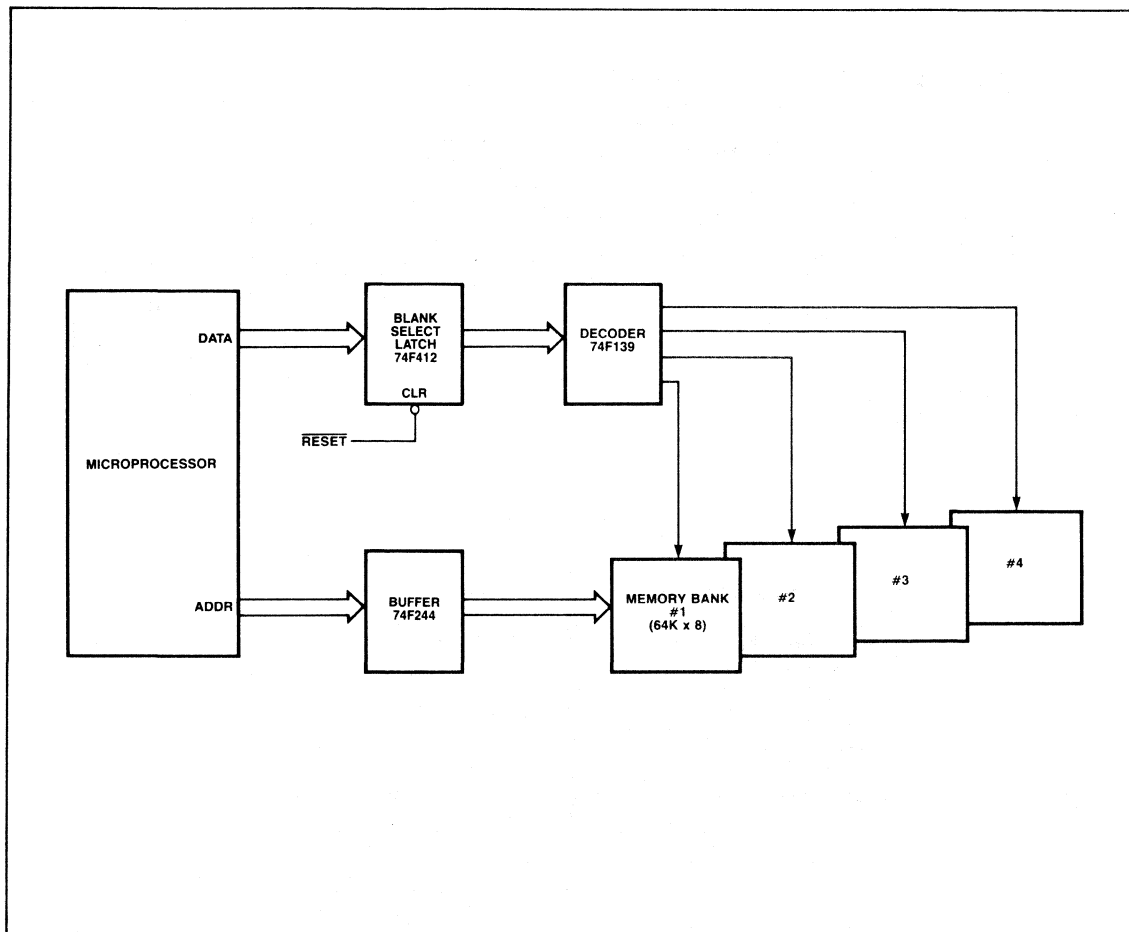 DATA
BLANK
SELECT
LATCH
74F412
CLR
DECODER
74F139
RESET
MICROPROCESSOR
ADDR
BUFFER
74F244
MEMORY BANK
#1
(64K x 8)
#2
#3
#4